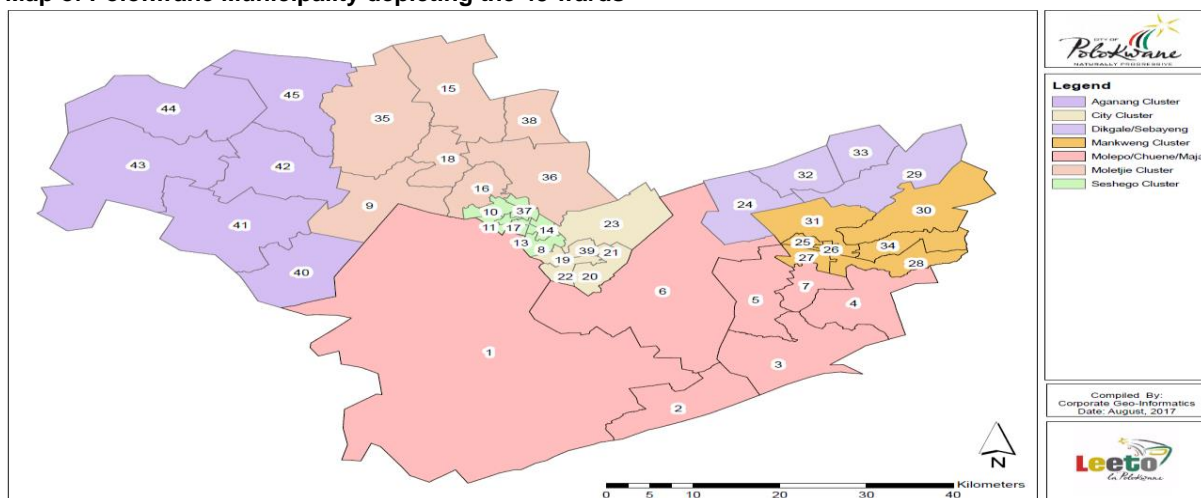 Map of Polokwane Municipality depicting the 45 wards
44
45
15
35
38
43
42
18
33
32
29
16
36
9
10
37
24
41
23
30
11
17
14
31
13
8
39
21
25
26
34
19
27
28
40
22
20
6
7
5
4
1
3
2
N
Kilometers
0
5
10
20
30
40
CITY OF
Polokwane
NATURALLY PROGRESSIVE
Legend
Aganang Cluster
City Cluster
Dikgale/Sebayeng
Mankweng Cluster
Molepo/Chuene/Maja
Moletjie Cluster
Seshego Cluster
Compiled By:
Corporate Geo-Informatics
Date: August, 2017
Leeto
la Polokwane